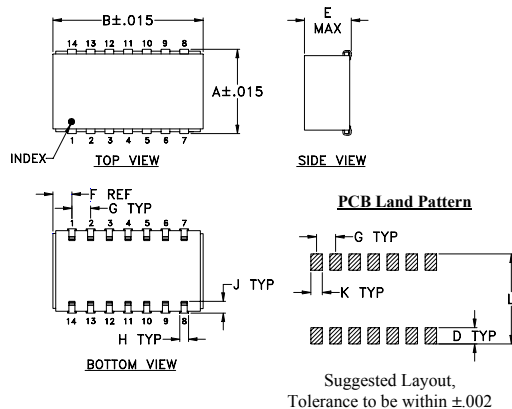 B±.015
E
MAX
14 13 12 11 10 9 8
A±.015
INDEX
1 2 3 4 5 6 7
TOP VIEW
SIDE VIEW
F REF
G TYP
1 2 3 4 5 6 7
J TYP
14 13 12 11 10 9 8
H TYP
BOTTOM VIEW
PCB Land Pattern
G TYP
K TYP
L
D TYP
Suggested Layout,
Tolerance to be within ±.002